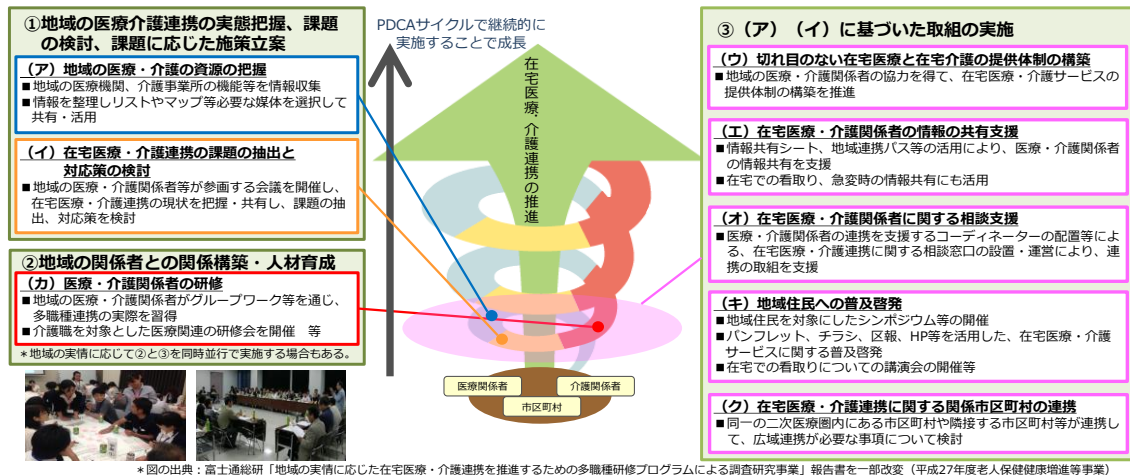 ①地域の医療介護連携の実態把握、課題
の検討、課題に応じた施策立案
(ア）地域の医療・介護の資源の把握
■地域の医療機関、介護事業所の機能等を情報収集
■情報を整理しリストやマップ等必要な媒体を選択して
共有・活用
(イ）在宅医療・介護連携の課題の抽出と
対応策の検討
■地域の医療・介護関係者等が参画する会議を開催し、
在宅医療・介護連携の現状を把握・共有し、課題の抽
出、対応策を検討
②地域の関係者との関係構築・人材育成
(カ）医療・介護関係者の研修
■地域の医療・介護関係者がグループワーク等を通じ、
多職種連携の実際を習得
■介護職を対象とした医療関連の研修会を開催　等
＊地域の実情に応じて②と③を同時並行で実施する場合もある。
PDCAサイクルで継続的に
実施することで成長
在宅医療・介護連携の推進
医療関係者
介護関係者
市区町村
③（ア）（イ）に基づいた取組の実施
(ウ）切れ目のない在宅医療と在宅介護の提供体制の構築
■地域の医療・介護関係者の協力を得て、在宅医療・介護サービスの
提供体制の構築を推進
(エ）在宅医療・介護関係者の情報の共有支援
■情報共有シート、地域連携パス等の活用により、医療・介護関係者
の情報共有を支援
■在宅での看取り、急変時の情報共有にも活用
(オ）在宅医療・介護関係者に関する相談支援
■医療・介護関係者の連携を支援するコーディネーターの配置等によ
る、在宅医療・介護連携に関する相談窓口の設置・運営により、連
携の取組を支援
(キ）地域住民への普及啓発
■地域住民を対象にしたシンポジウム等の開催
■パンフレット、チラシ、区報、HP等を活用した、在宅医療・介護
サービスに関する普及啓発
■在宅での看取りについての講演会の開催等
(ク）在宅医療・介護連携に関する関係市区町村の連携
■同一の二次医療圏内にある市区町村や隣接する市区町村等が連携し
て、広域連携が必要な事項について検討
＊図の出典：富士通総研「地域の実情に応じた在宅医療・介護連携を推進するための多職種研修プログラムによる調査研究事業」報告書を一部改変（平成27年度老人保健健康増進等事業）